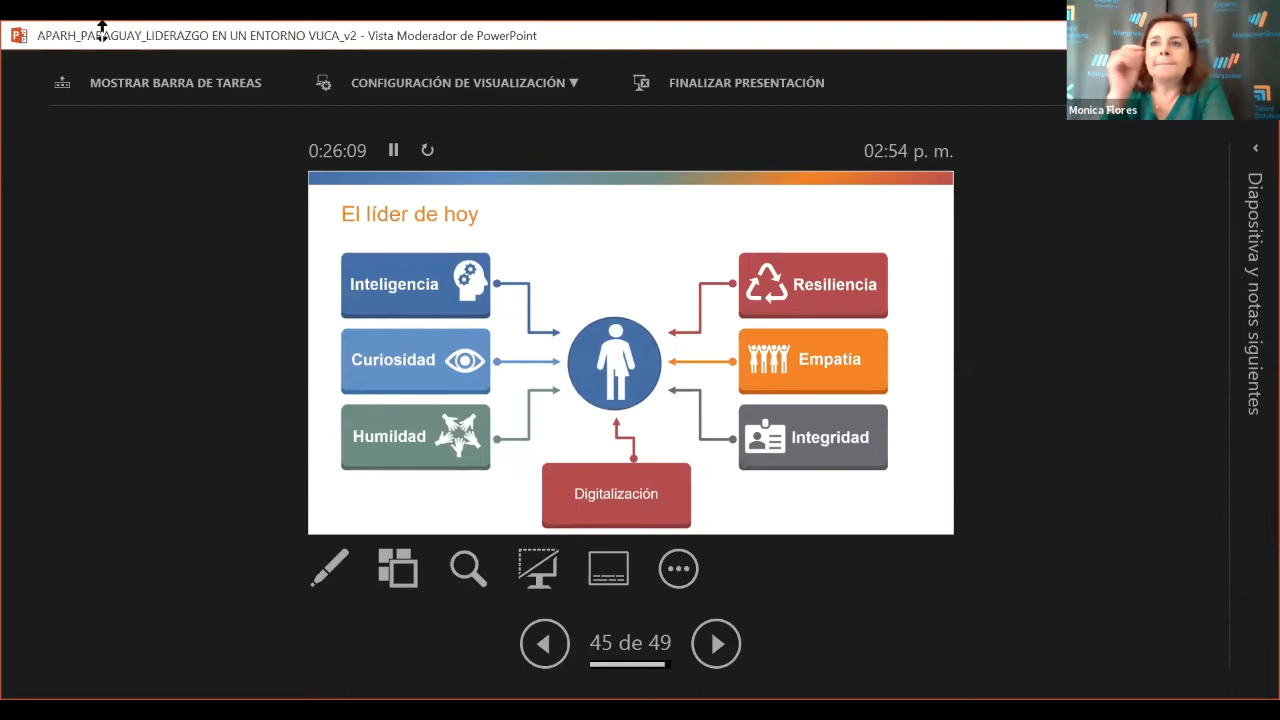 APARH_PARAGUAY_LIDERAZGO EN UN ENTORNO VUCA_v2 - Vista Moderador de PowerPoint
Monica Flores
MOSTRAR BARRA DE TAREAS
CONFIGURACIÓN DE VISUALIZACIÓN ▼
FINALIZAR PRESENTACIÓN
0:26:09
02:54 p. m.
El líder de hoy
Inteligencia
Resiliencia
Curiosidad
Empatía
Humildad
Integridad
Digitalización
Diapositiva y notas siguientes
45 de 49